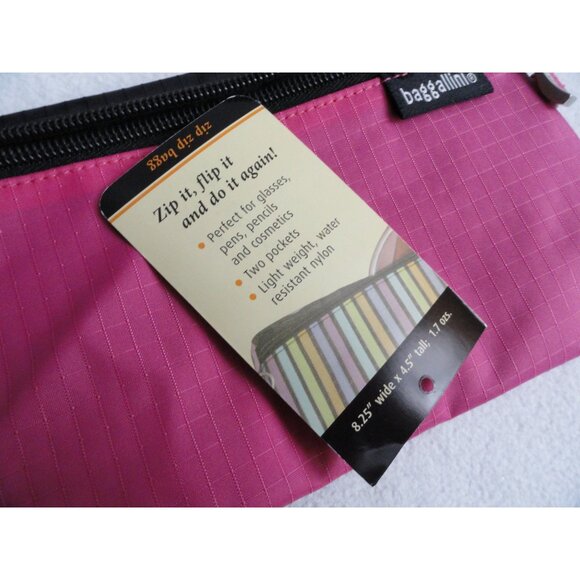 baggallini®
zip zip bagg
Zip it, flip it
and do it again!
• Perfect for glasses,
pens, pencils
and cosmetics
• Two pockets
• Light weight, water
resistant nylon
8.25" wide x 4.5" tall; 1.7 ozs.